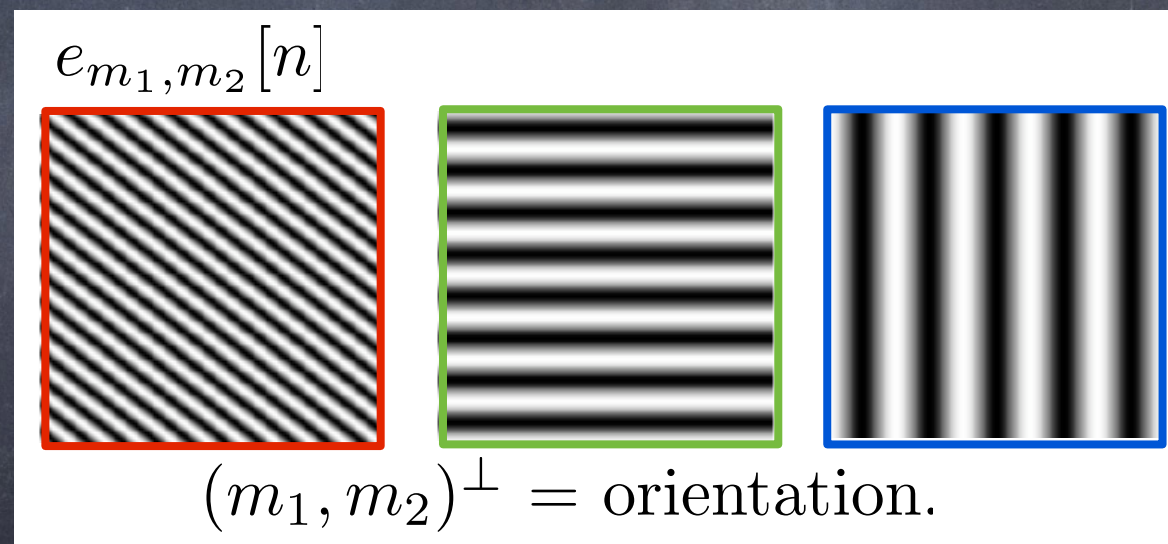 e_{m_1,m_2}[n]
(m_1, m_2)^⊥ = orientation.